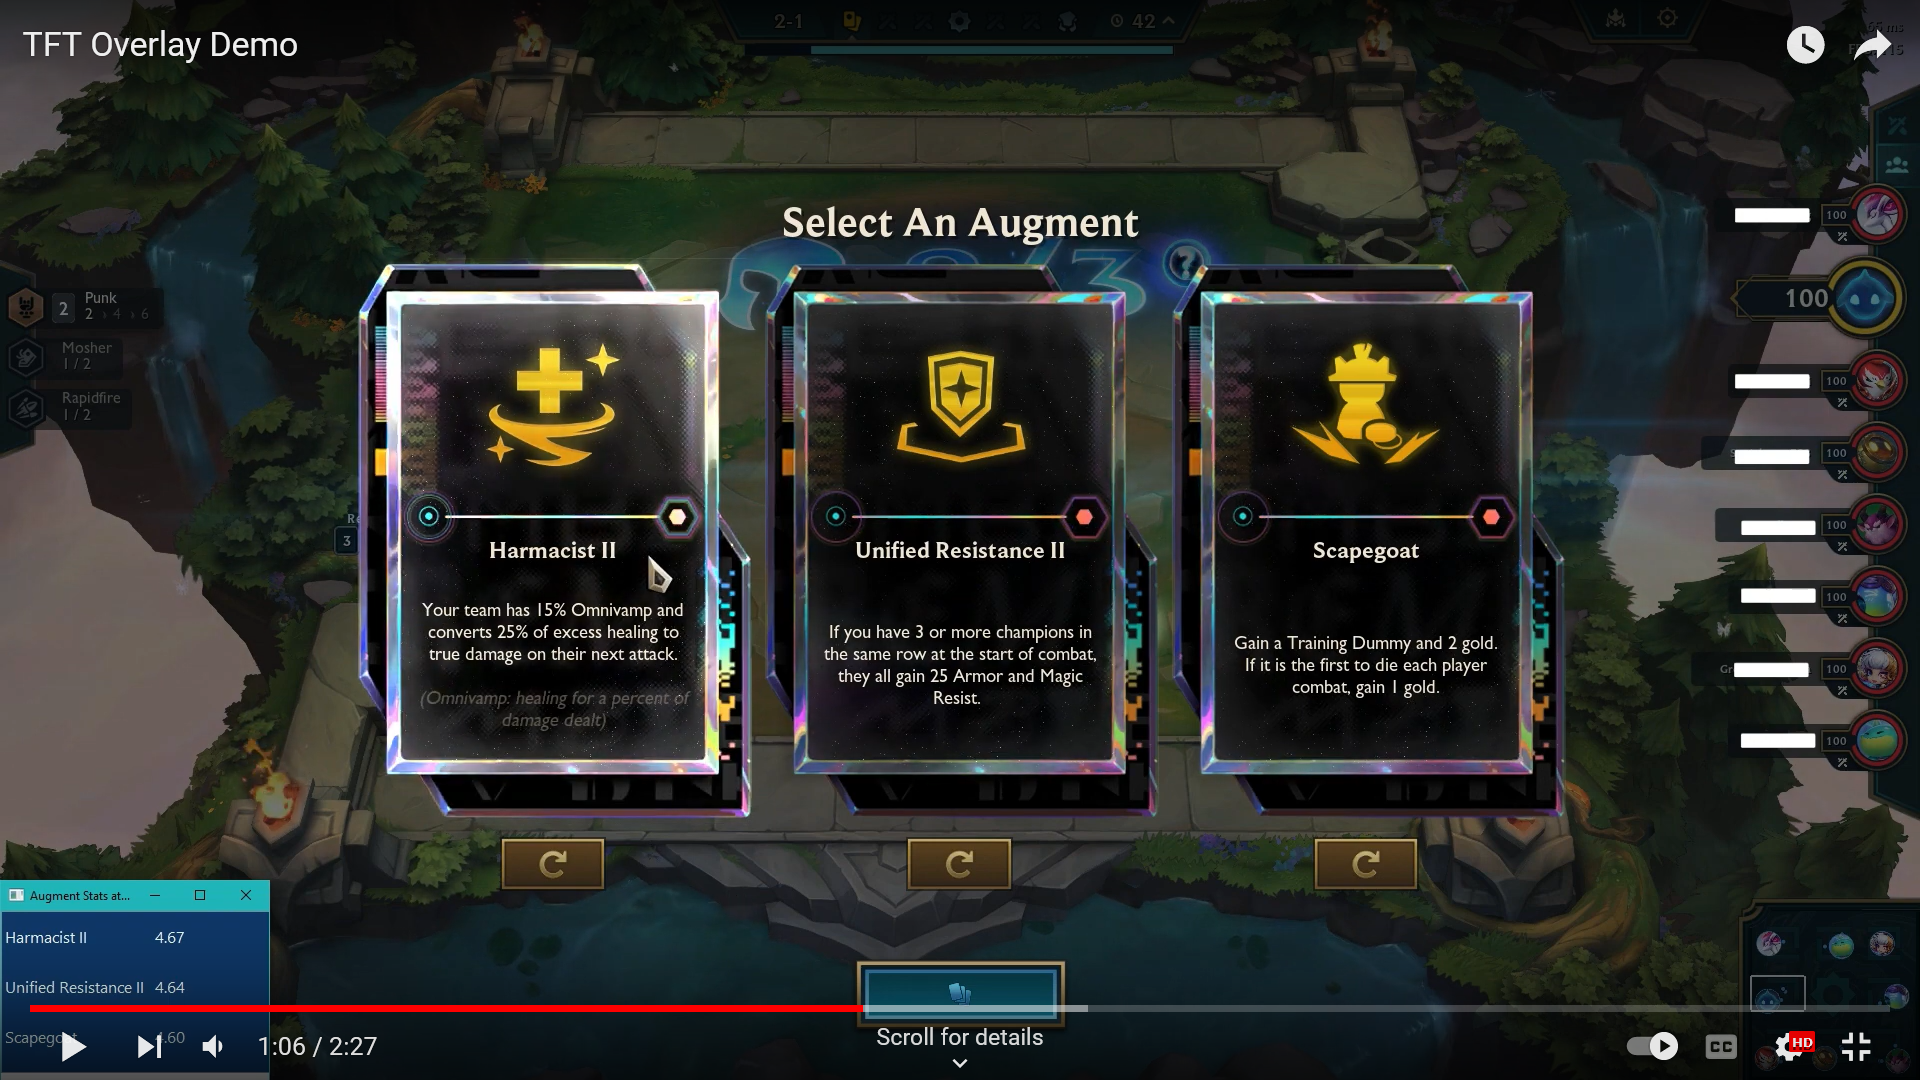 TFT Overlay Demo
2-1
42
Select An Augment
2
Punk
2 › 4 › 6
Mosher
1 / 2
Rapidfire
1 / 2
3
Harmacist II
Your team has 15% Omnivamp and
converts 25% of excess healing to
true damage on their next attack.
(Omnivamp: healing for a percent of
damage dealt)
Unified Resistance II
If you have 3 or more champions in
the same row at the start of combat,
they all gain 25 Armor and Magic
Resist.
Scapegoat
Gain a Training Dummy and 2 gold.
If it is the first to die each player
combat, gain 1 gold.
100
100
100
100
100
100
100
100
Augment Stats at...
Harmacist II 4.67
Unified Resistance II 4.64
Scapegoat 4.60
1:06 / 2:27
Scroll for details
CC
HD